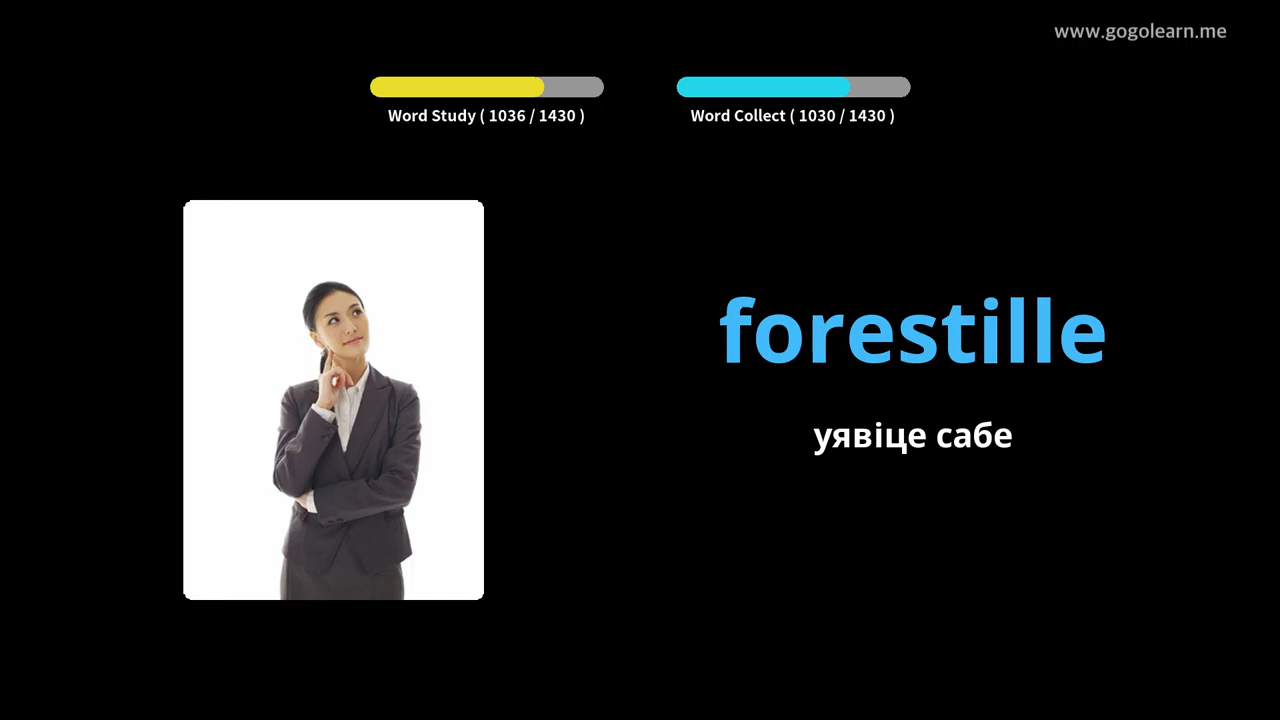 www.gogolearn.me
Word Study ( 1036 / 1430 )
Word Collect ( 1030 / 1430 )
forestille
уявіце сабе